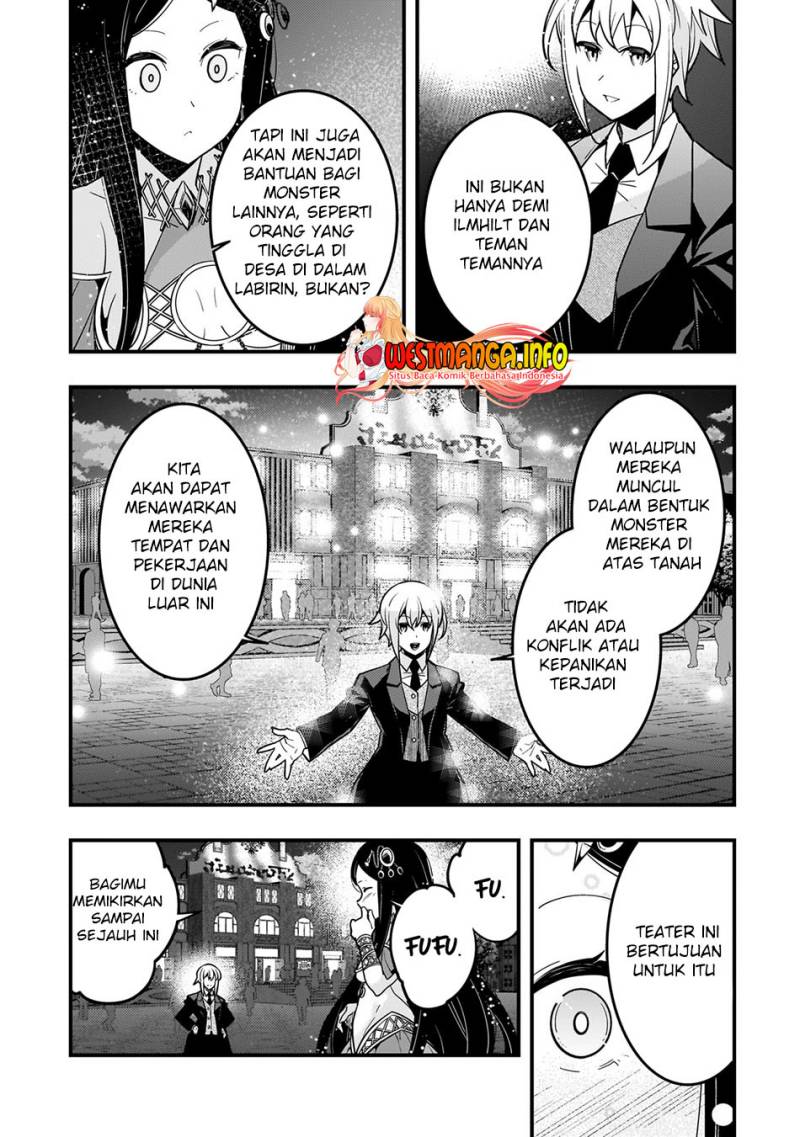 INI BUKAN
HANYA DEMI
ILMHILT DAN
TEMAN
TEMANNYA
TAPI INI JUGA
AKAN MENJADI
BANTUAN BAGI
MONSTER
LAINNYA, SEPERTI
ORANG YANG
TINGGLA DI
DESA DI DALAM
LABIRIN, BUKAN?
WESTMANGA.INFO
Situs Baca Komik Berbahasa Indonesia
WALAUPUN
MEREKA
MUNCUL
DALAM BENTUK
MONSTER
MEREKA DI
ATAS TANAH
TIDAK
AKAN ADA
KONFLIK ATAU
KEPANIKAN
TERJADI
KITA
AKAN DAPAT
MENAWARKAN
MEREKA
TEMPAT DAN
PEKERJAAN
DI DUNIA
LUAR INI
TEATER INI
BERTUJUAN
UNTUK ITU
FU.
FUFU.
BAGIMU
MEMIKIRKAN
SAMPAI
SEJAUH INI